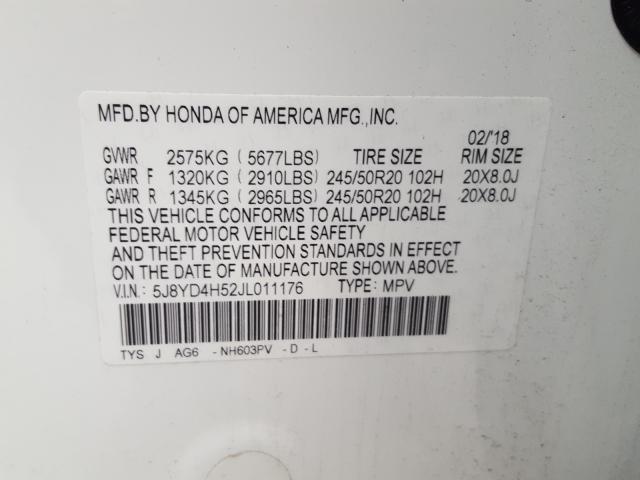 MFD.BY HONDA OF AMERICA MFG.,INC.
02/'18
GVWR 2575KG ( 5677LBS) TIRE SIZE RIM SIZE
GAWR F 1320KG ( 2910LBS) 245/50R20 102H 20X8.0J
GAWR R 1345KG ( 2965LBS) 245/50R20 102H 20X8.0J
THIS VEHICLE CONFORMS TO ALL APPLICABLE
FEDERAL MOTOR VEHICLE SAFETY
AND THEFT PREVENTION STANDARDS IN EFFECT
ON THE DATE OF MANUFACTURE SHOWN ABOVE.
V.I.N.: 5J8YD4H52JL011176 TYPE: MPV
TYS J AG6 - NH603PV - D - L